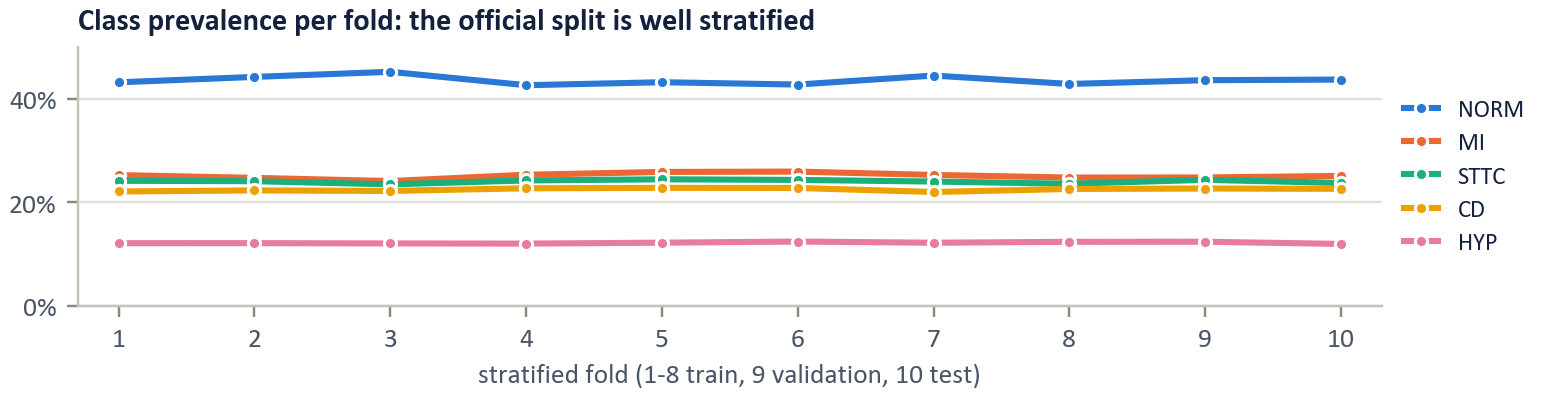 Class prevalence per fold: the official split is well stratified
40%
20%
0%
1 2 3 4 5 6 7 8 9 10
stratified fold (1-8 train, 9 validation, 10 test)
NORM
MI
STTC
CD
HYP